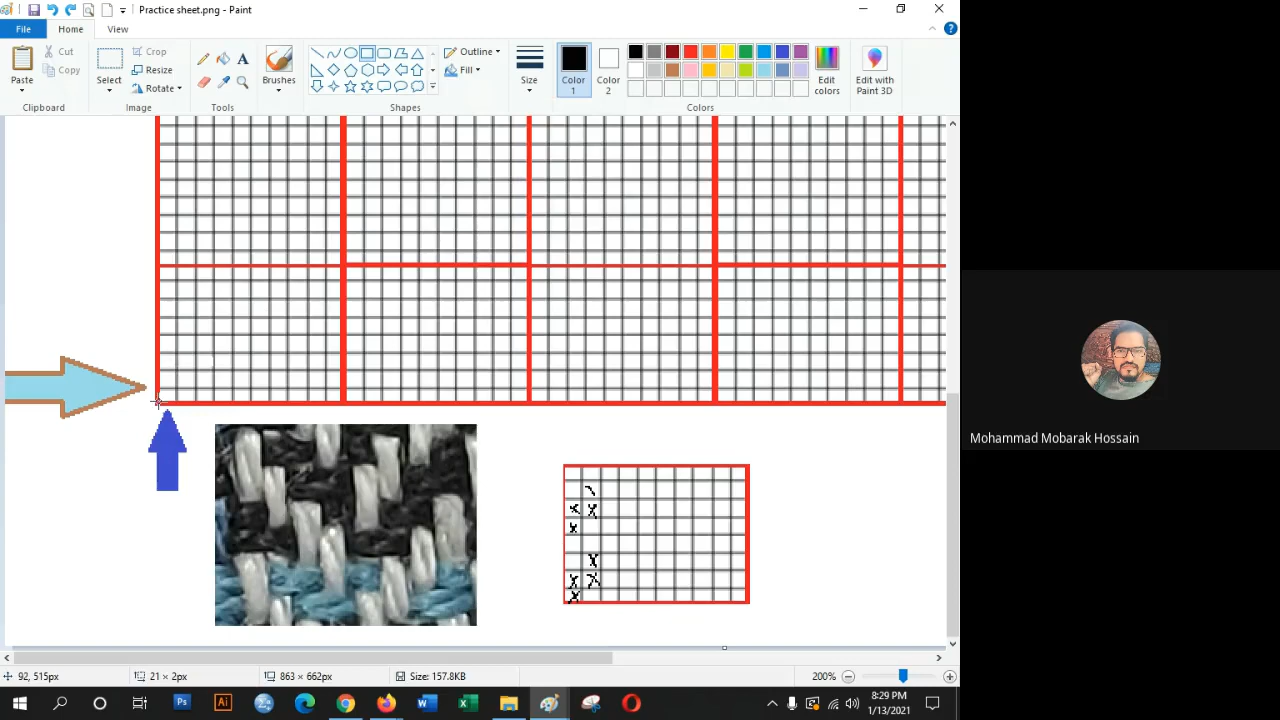 Practice sheet.png - Paint
File Home View
Cut Crop Outline
Copy Resize Fill
Paste Select Rotate Brushes Size Color 1 Color 2 Edit colors Edit with Paint 3D
Clipboard Image Tools Shapes Colors
Mohammad Mobarak Hossain
92, 515px 21 × 2px 863 × 662px Size: 157.8KB 200%
8:29 PM
1/13/2021